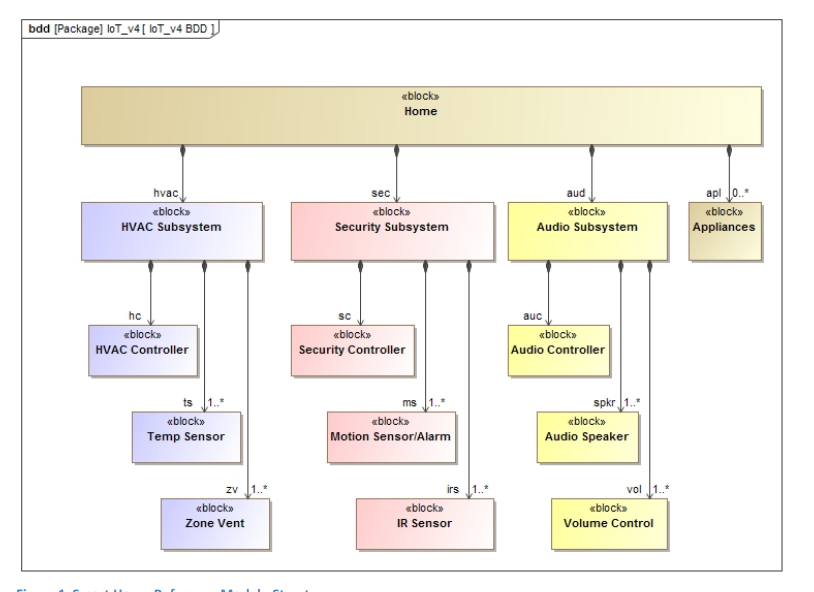 bdd [Package] IoT_v4 [ IoT_v4 BDD ]
«block»
Home
hvac
sec
aud
apl 0..*
«block»
HVAC Subsystem
«block»
Security Subsystem
«block»
Audio Subsystem
«block»
Appliances
hc
sc
auc
«block»
HVAC Controller
«block»
Security Controller
«block»
Audio Controller
ts 1..*
ms 1..*
spkr 1..*
«block»
Temp Sensor
«block»
Motion Sensor/Alarm
«block»
Audio Speaker
zv 1..*
irs 1..*
vol 1..*
«block»
Zone Vent
«block»
IR Sensor
«block»
Volume Control